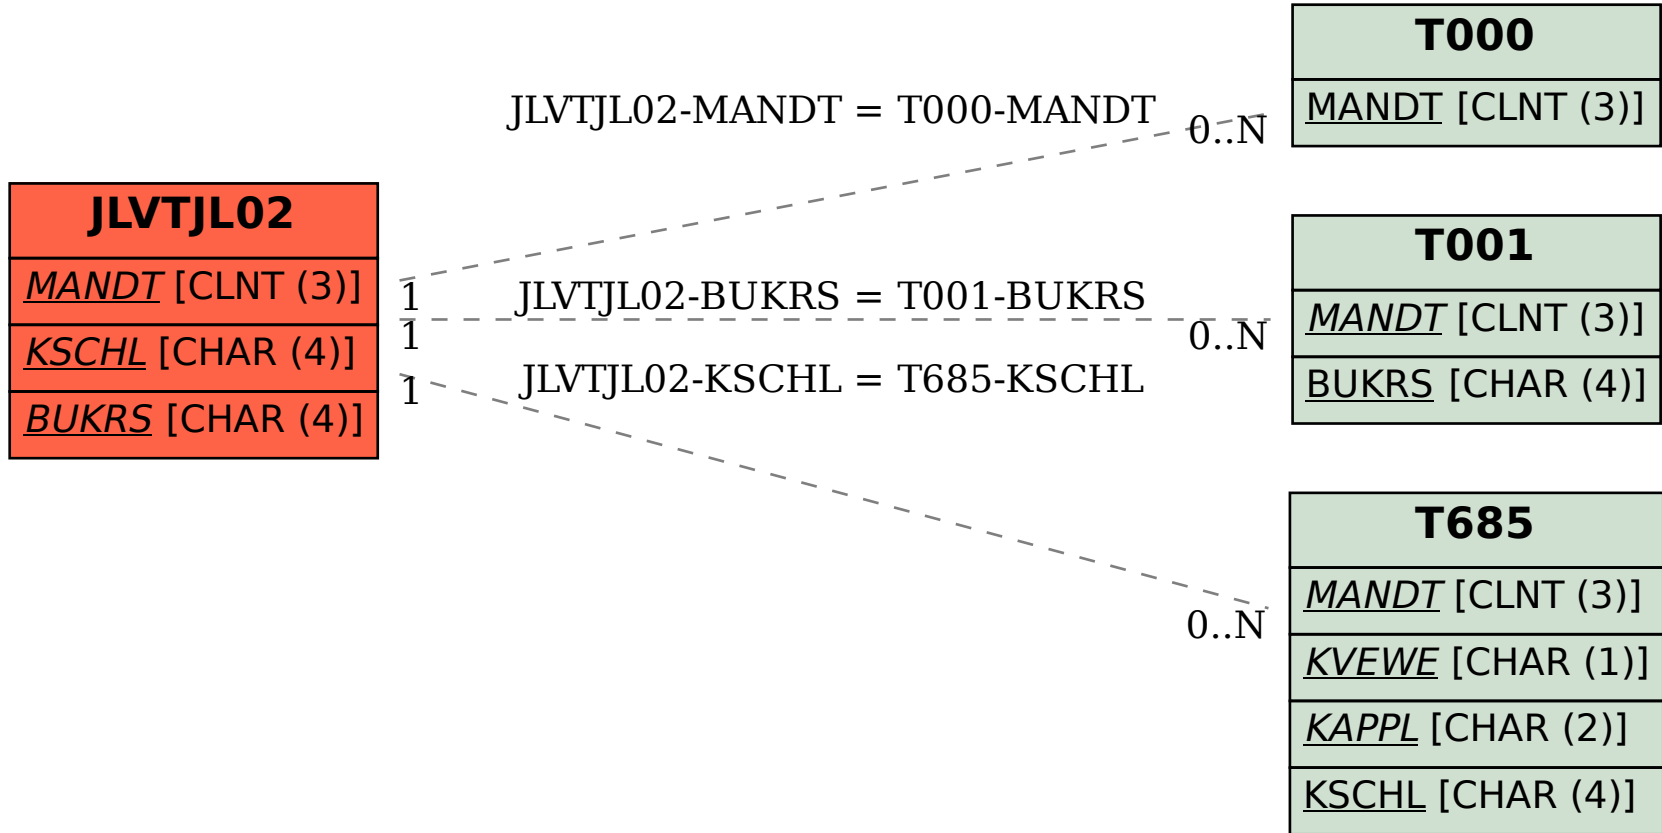 JLVTJL02
MANDT [CLNT (3)]
KSCHL [CHAR (4)]
BUKRS [CHAR (4)]
JLVTJL02-MANDT = T000-MANDT
0..N
1
JLVTJL02-BUKRS = T001-BUKRS
1
0..N
JLVTJL02-KSCHL = T685-KSCHL
1
0..N
T000
MANDT [CLNT (3)]
T001
MANDT [CLNT (3)]
BUKRS [CHAR (4)]
T685
MANDT [CLNT (3)]
KVEWE [CHAR (1)]
KAPPL [CHAR (2)]
KSCHL [CHAR (4)]